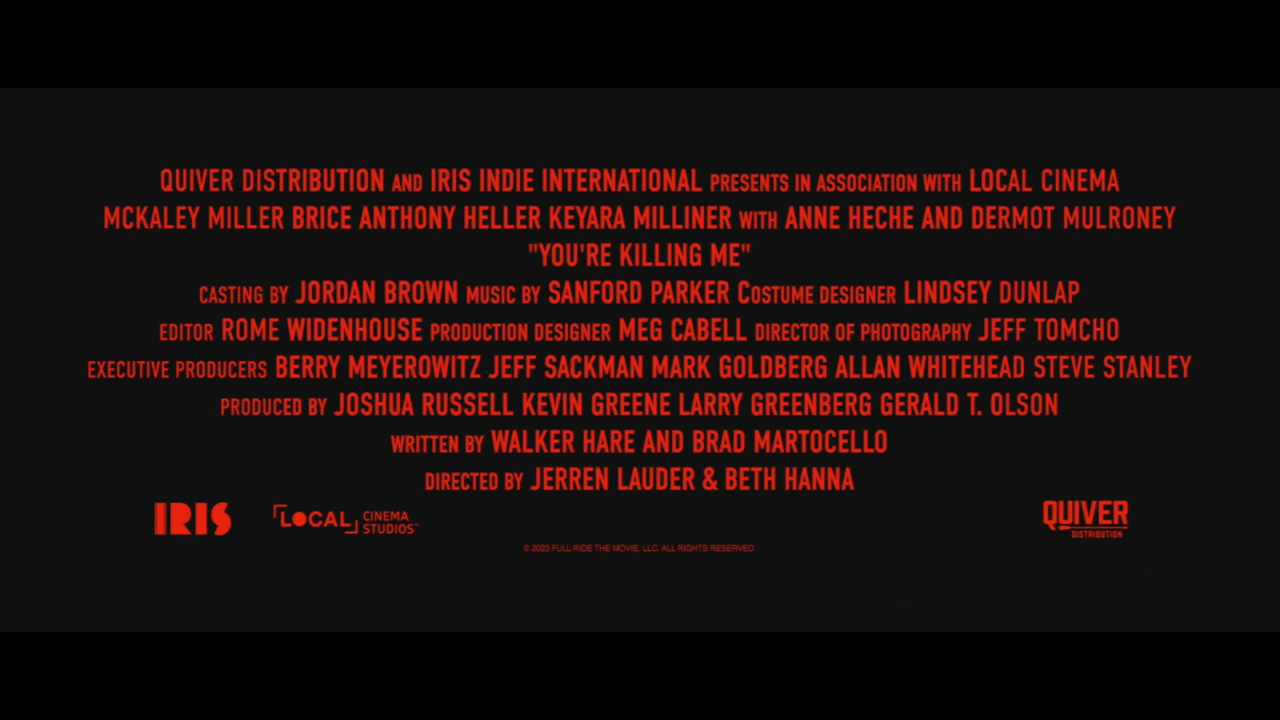 QUIVER DISTRIBUTION AND IRIS INDIE INTERNATIONAL PRESENTS IN ASSOCIATION WITH LOCAL CINEMA
MCKALEY MILLER BRICE ANTHONY HELLER KEYARA MILLINER WITH ANNE HECHE AND DERMOT MULRONEY
"YOU'RE KILLING ME"
CASTING BY JORDAN BROWN MUSIC BY SANFORD PARKER COSTUME DESIGNER LINDSEY DUNLAP
EDITOR ROME WIDENHOUSE PRODUCTION DESIGNER MEG CABELL DIRECTOR OF PHOTOGRAPHY JEFF TOMCHO
EXECUTIVE PRODUCERS BERRY MEYEROWITZ JEFF SACKMAN MARK GOLDBERG ALLAN WHITEHEAD STEVE STANLEY
PRODUCED BY JOSHUA RUSSELL KEVIN GREENE LARRY GREENBERG GERALD T. OLSON
WRITTEN BY WALKER HARE AND BRAD MARTOCELLO
DIRECTED BY JERREN LAUDER & BETH HANNA
IRIS
LOCAL CINEMA
STUDIOS™
QUIVER
DISTRIBUTION
© 2023 FULL RIDE THE MOVIE, LLC. ALL RIGHTS RESERVED.